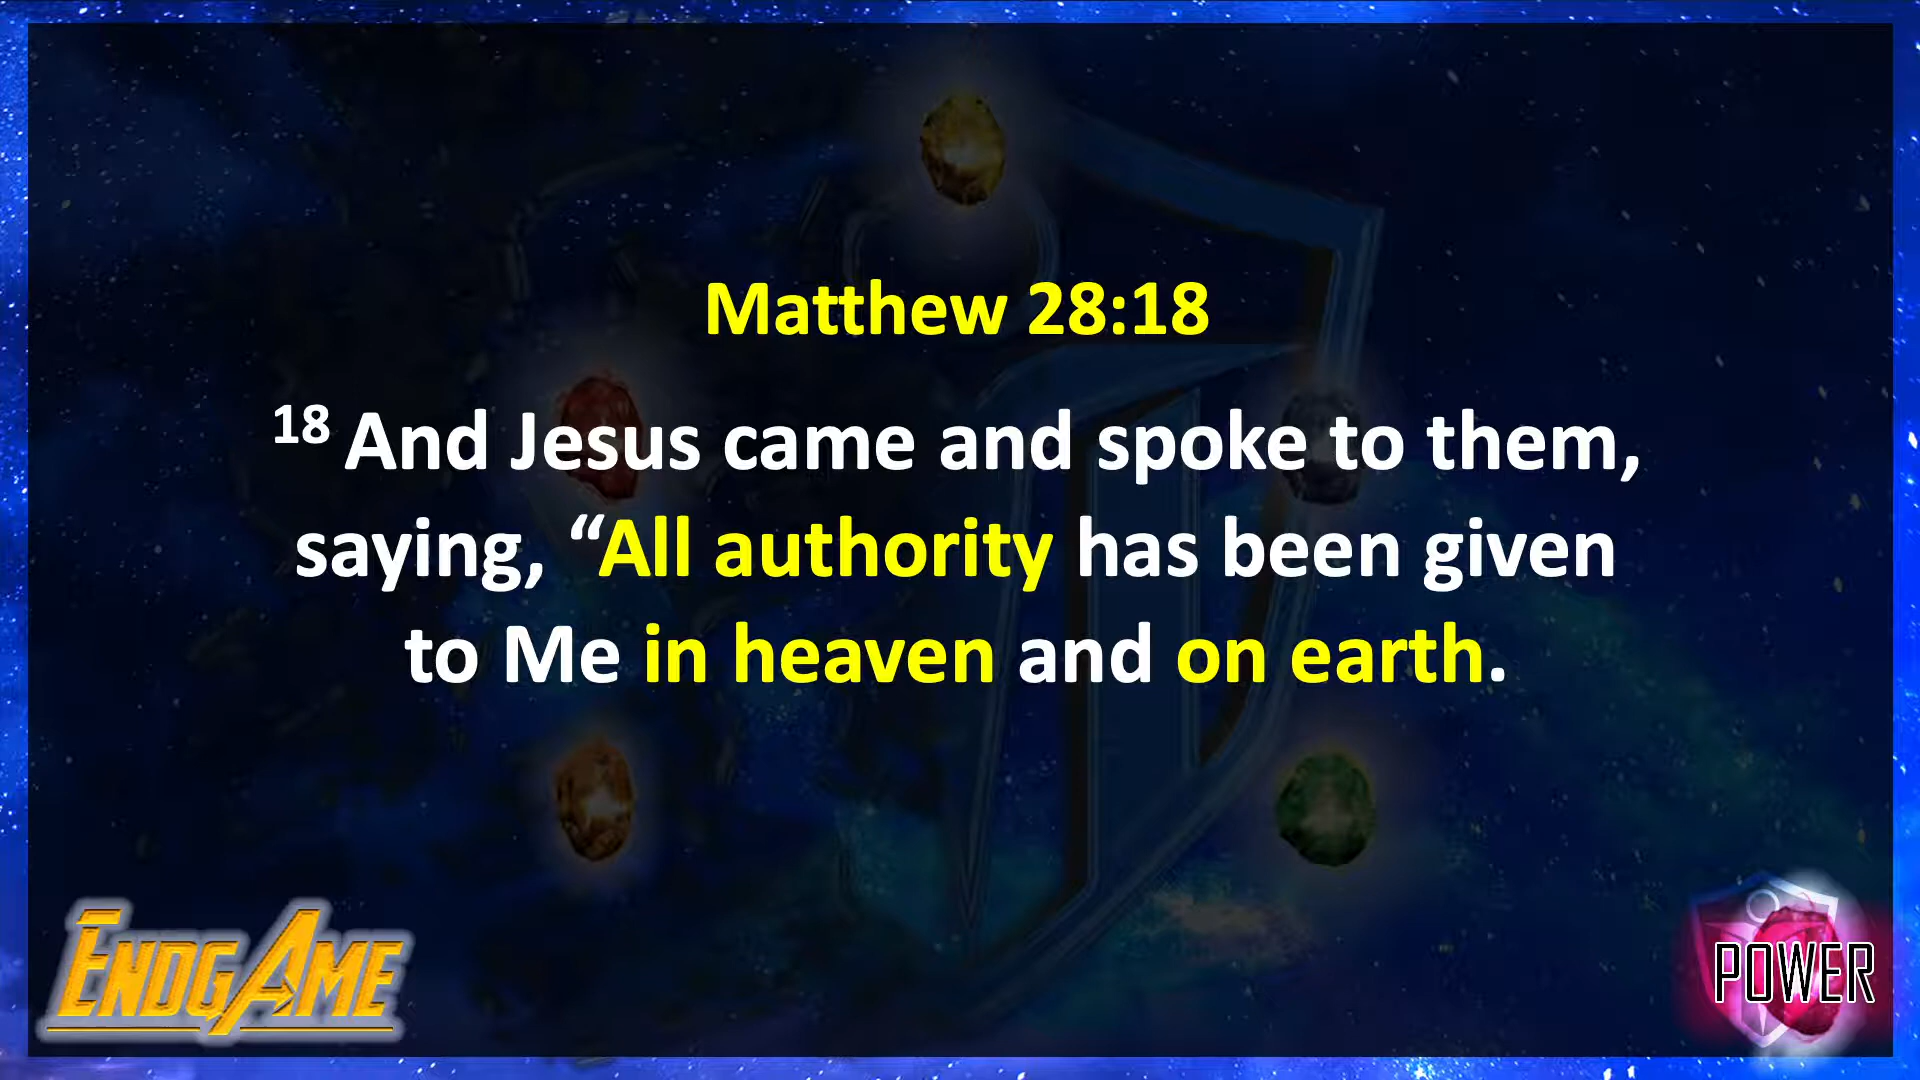 Matthew 28:18
18 And Jesus came and spoke to them,
saying, “All authority has been given
to Me in heaven and on earth.
ENDGAME
POWER